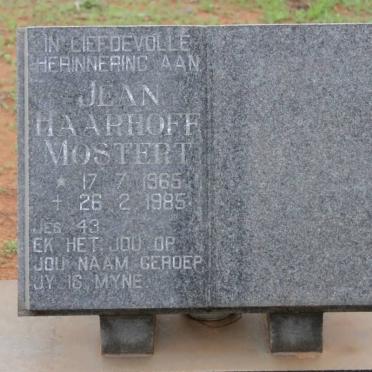 IN LIEFDEVOLLE
HERINNERING AAN
JEAN
HAARHOFF
MOSTERT
* 17 7 1965
+ 26 2 1985
JES 43
EK HET JOU OP
JOU NAAM GEROEP
JY IS MYNE